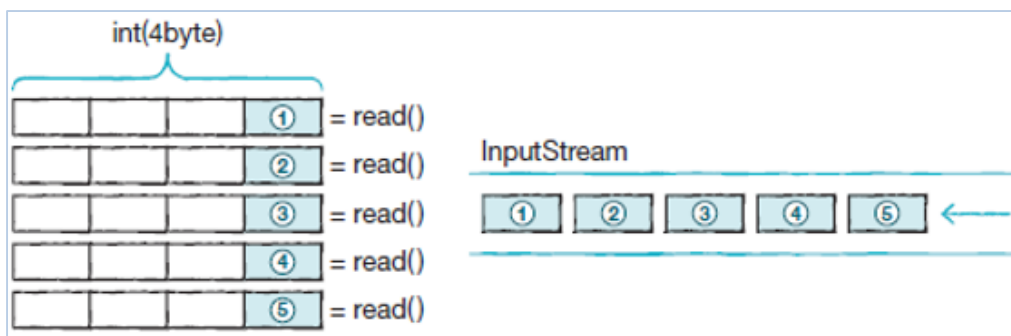 int(4byte)
① = read()
② = read()
③ = read()
④ = read()
⑤ = read()
InputStream
① ② ③ ④ ⑤